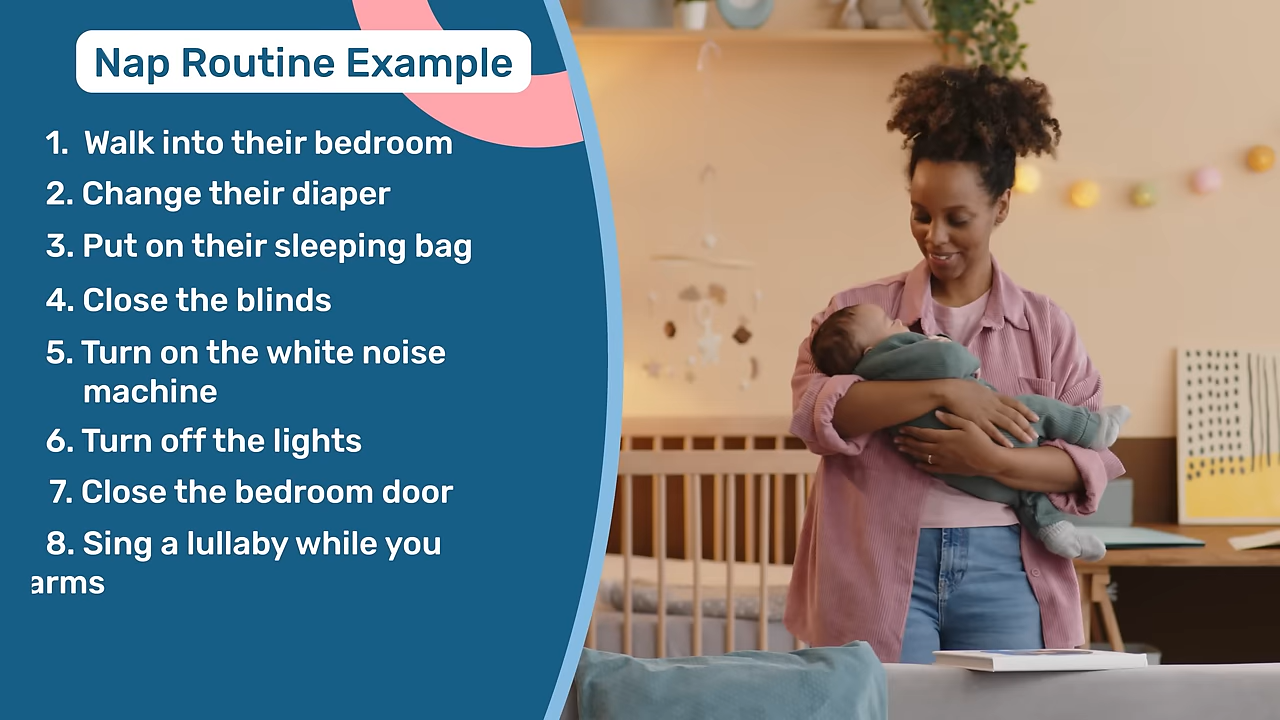 Nap Routine Example
1. Walk into their bedroom
2. Change their diaper
3. Put on their sleeping bag
4. Close the blinds
5. Turn on the white noise
machine
6. Turn off the lights
7. Close the bedroom door
8. Sing a lullaby while you
arms